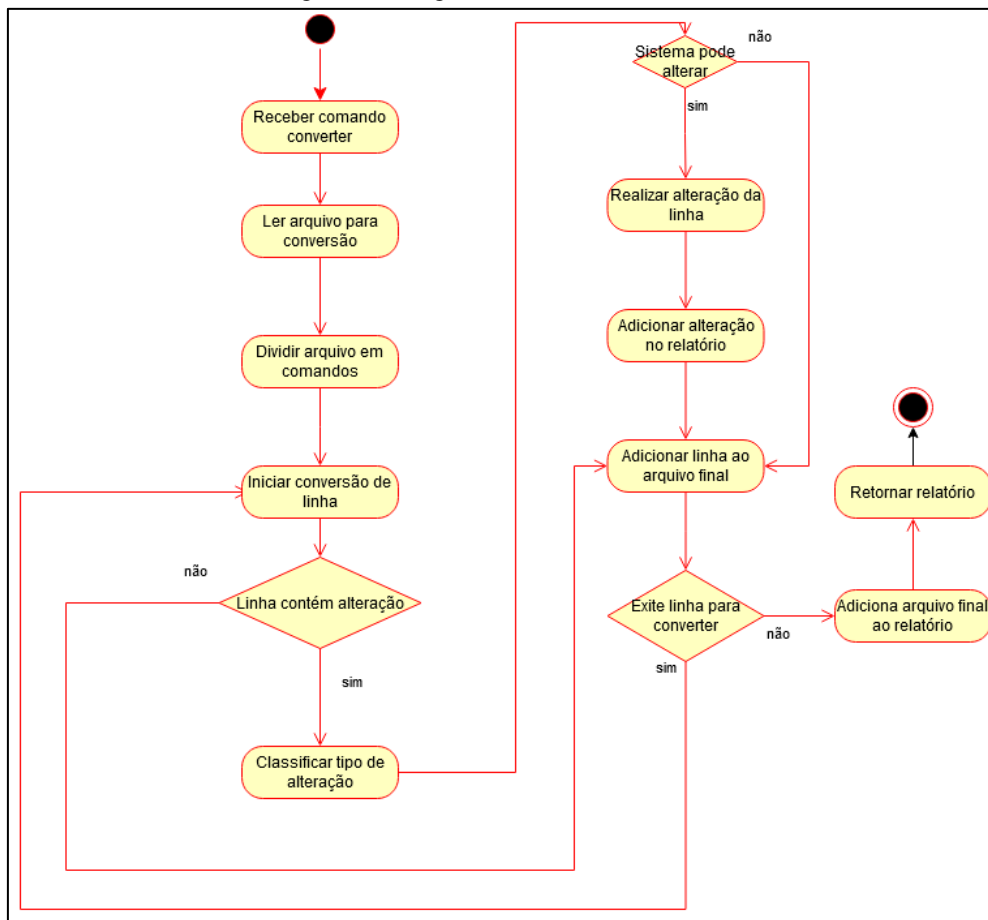 Receber comando
converter
Ler arquivo para
conversão
Dividir arquivo em
comandos
Iniciar conversão de
linha
não
Linha contém alteração
sim
Classificar tipo de
alteração
Sistema pode
alterar
não
sim
Realizar alteração da
linha
Adicionar alteração
no relatório
Adicionar linha ao
arquivo final
Exite linha para
converter
não
sim
Adiciona arquivo final
ao relatório
Retornar relatório